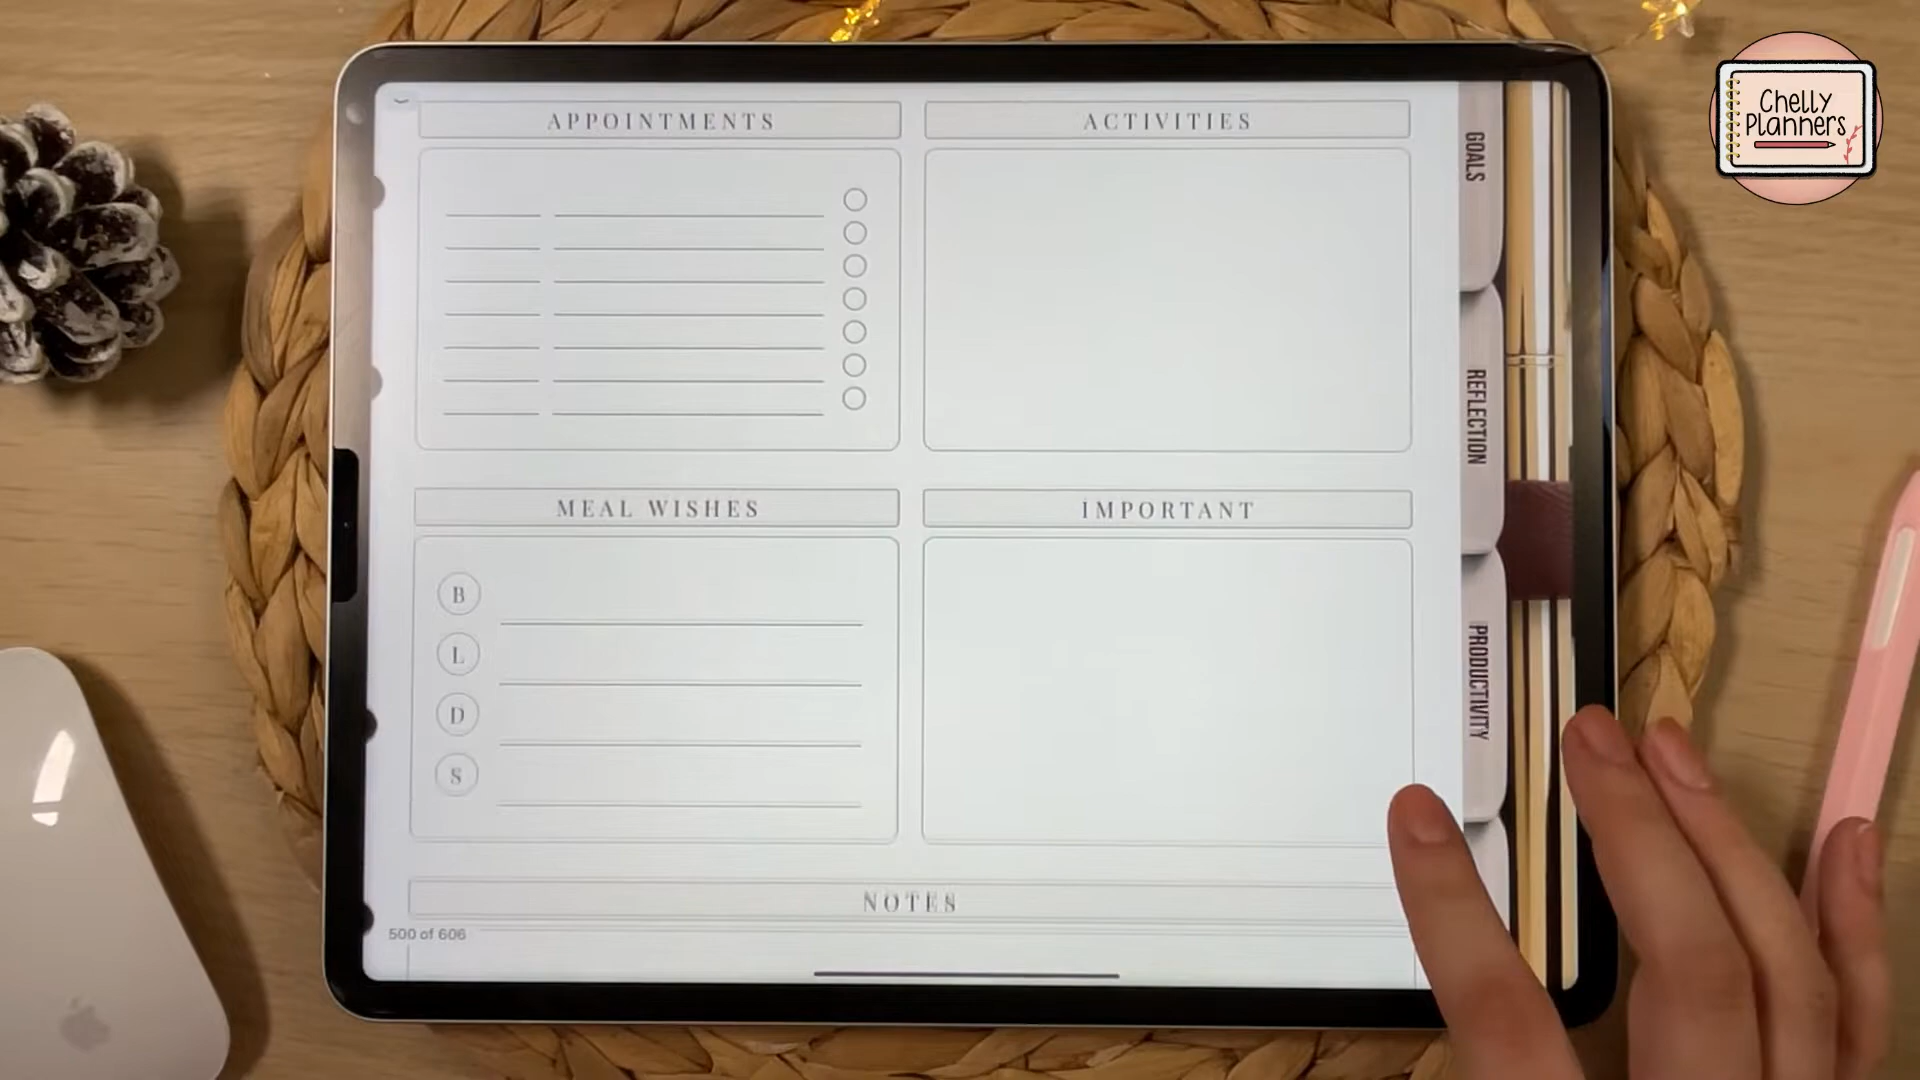 APPOINTMENTS
ACTIVITIES
MEAL WISHES
B
L
D
S
IMPORTANT
NOTES
500 of 606
GOALS
REFLECTION
PRODUCTIVITY
Chelly
Planners